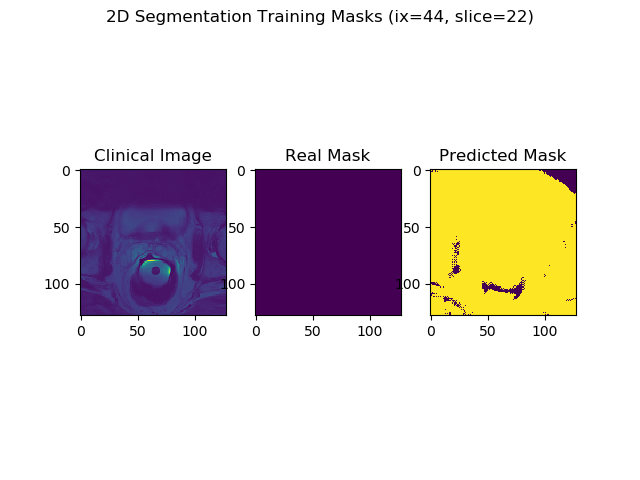 2D Segmentation Training Masks (ix=44, slice=22)
Clinical Image Real Mask Predicted Mask
0 0 0
50 50 50
100 100 100
0 50 100 0 50 100 0 50 100